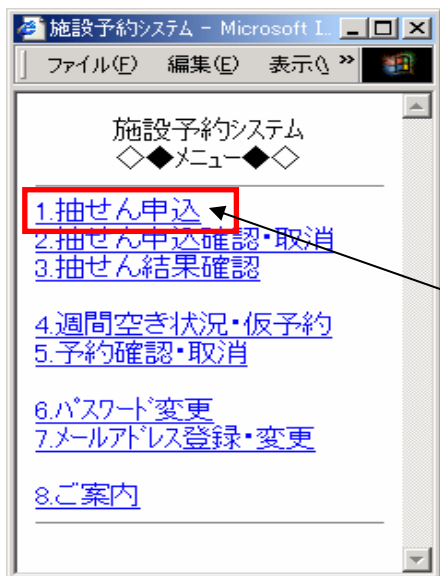 施設予約システム - Microsoft I...
ファイル(F) 編集(E) 表示(V »
施設予約システム
◇◆メニュー◆◇
1.抽せん申込
2.抽せん申込確認・取消
3.抽せん結果確認
4.週間空き状況・仮予約
5.予約確認・取消
6.パスワード変更
7.メールアドレス登録・変更
8.ご案内